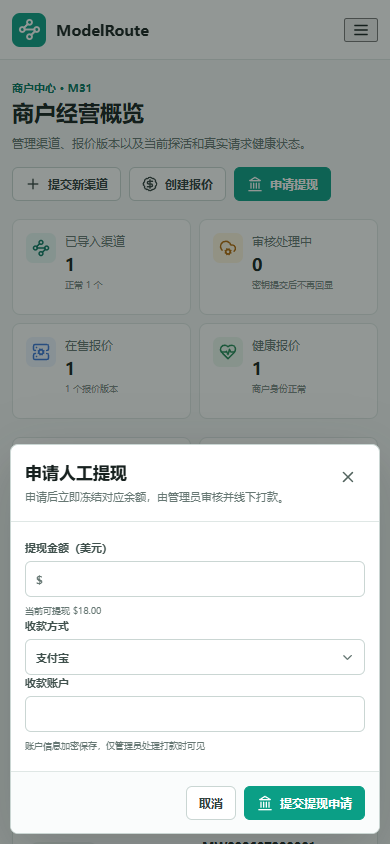 ModelRoute
商户中心 • M31
商户经营概览
管理渠道、报价版本以及当前探活和真实请求健康状态。
提交新渠道
创建报价
申请提现
已导入渠道
1
正常 1 个
审核处理中
0
密钥提交后不再回显
在售报价
1
1 个报价版本
健康报价
1
商户身份正常
申请人工提现
申请后立即冻结对应余额，由管理员审核并线下打款。
提现金额（美元）
$
当前可提现 $18.00
收款方式
支付宝
收款账户
账户信息加密保存，仅管理员处理打款时可见
取消
提交提现申请